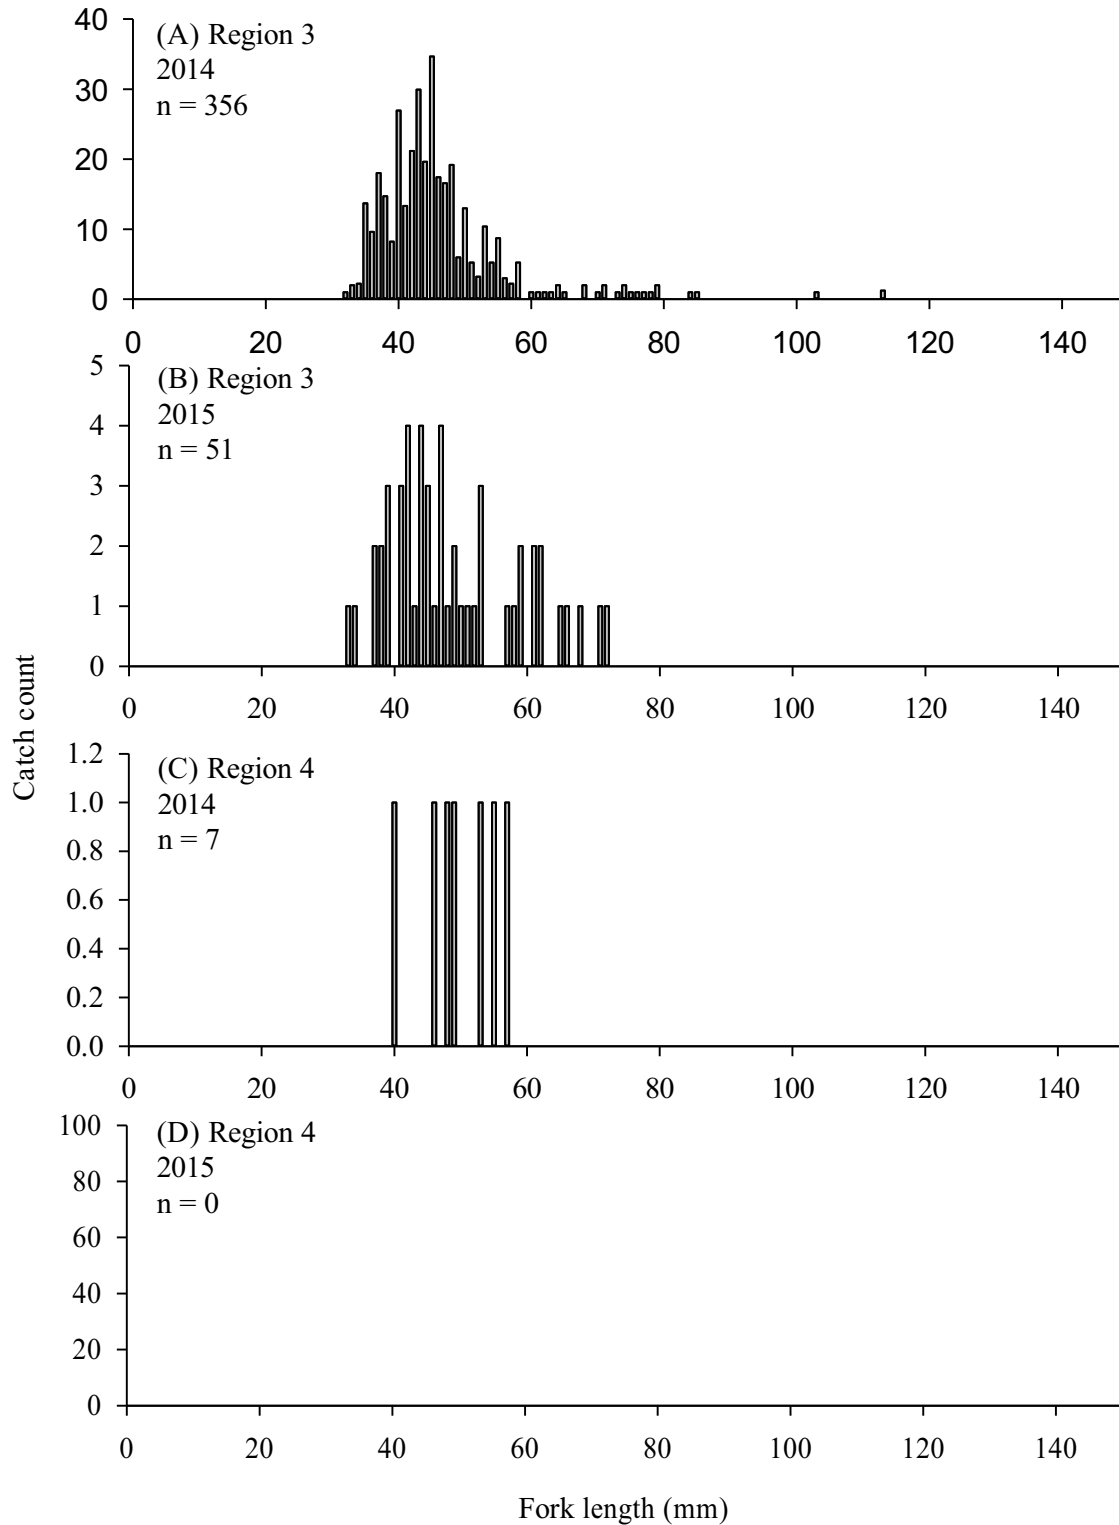 40
(A) Region 3
2014
n = 356
30
20
10
0
0 20 40 60 80 100 120 140
5
(B) Region 3
2015
n = 51
4
3
2
1
0
0 20 40 60 80 100 120 140
Catch count
1.2
(C) Region 4
2014
n = 7
1.0
0.8
0.6
0.4
0.2
0.0
0 20 40 60 80 100 120 140
100
(D) Region 4
2015
n = 0
80
60
40
20
0
0 20 40 60 80 100 120 140
Fork length (mm)